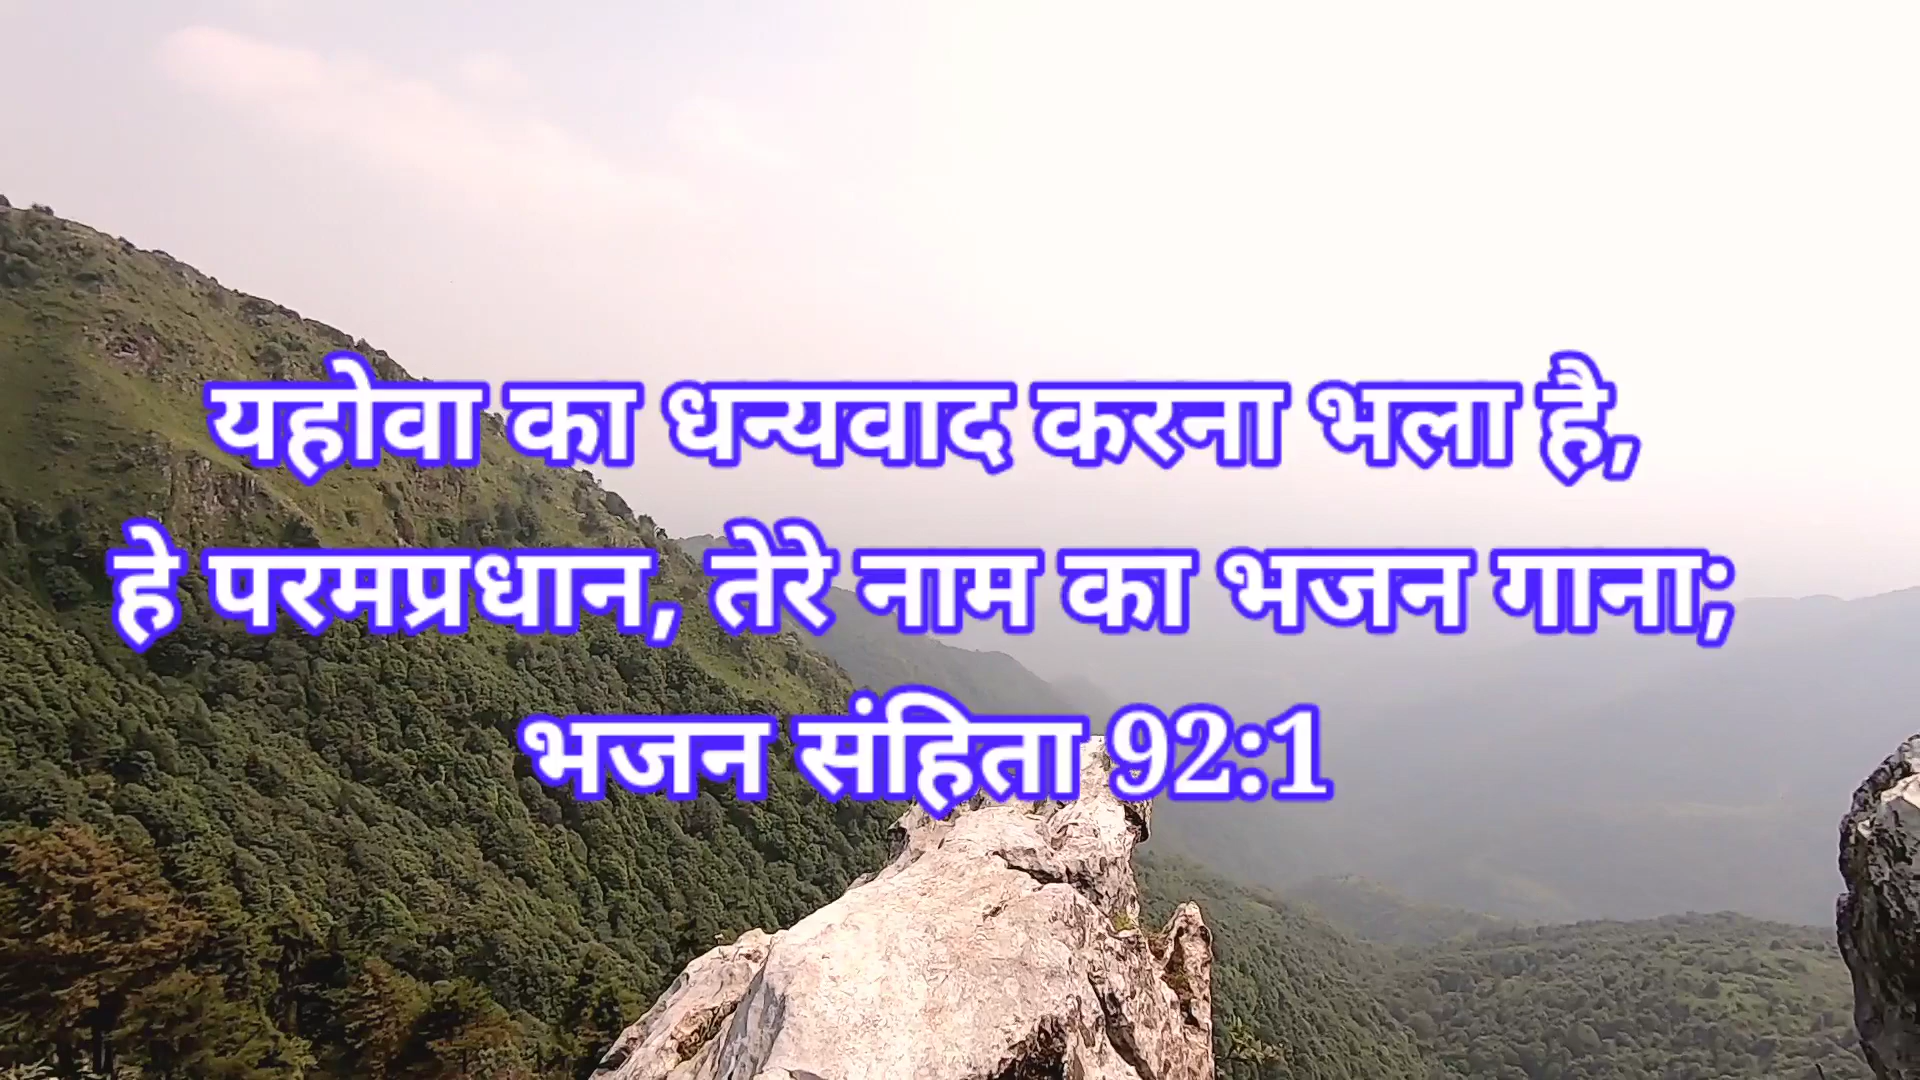 यहोवा का धन्यवाद करना भला है,
हे परमप्रधान, तेरे नाम का भजन गाना;
भजन संहिता 92:1